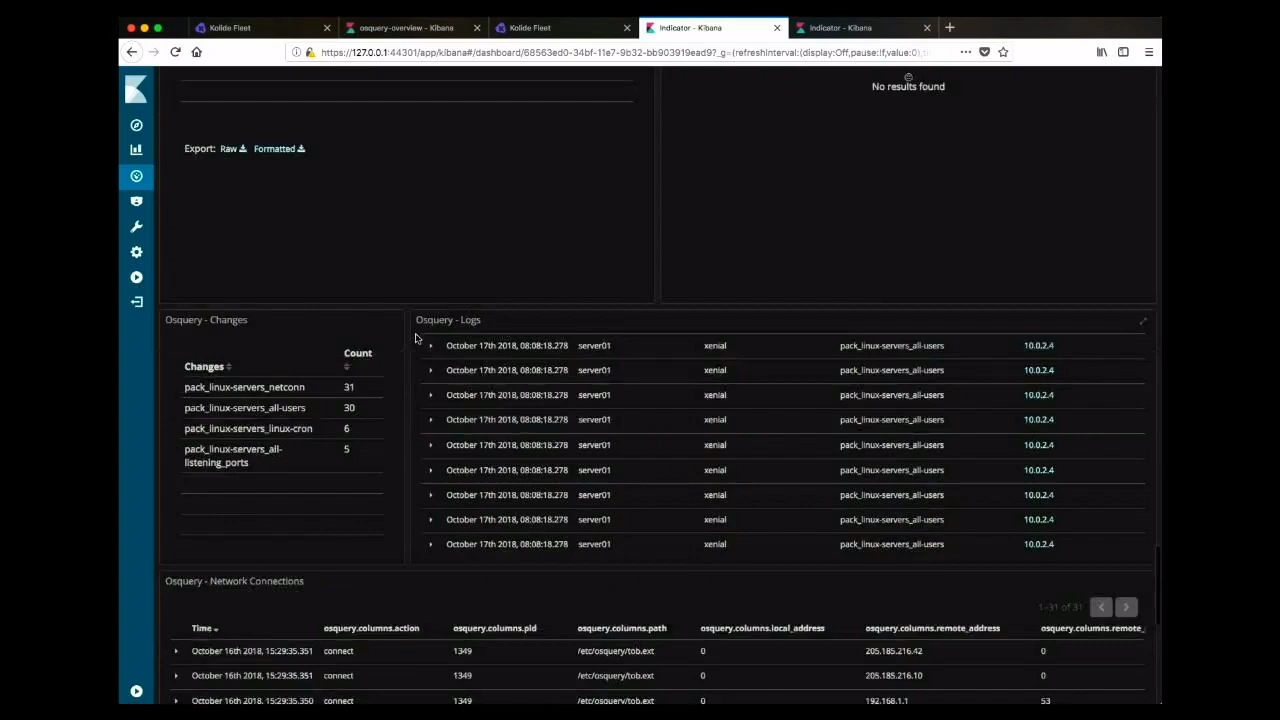 Kolide Fleet
osquery-overview - Kibana
Kolide Fleet
Indicator - Kibana
Indicator - Kibana
https://127.0.0.1:44301/app/kibana#/dashboard/68563ed0-34bf-11e7-9b32-bb903919ead9?_g=(refreshInterval:(display:Off,pause:!f,value:0),ti
No results found
Export: Raw Formatted
Osquery - Changes
Changes Count
pack_linux-servers_netconn 31
pack_linux-servers_all-users 30
pack_linux-servers_linux-cron 6
pack_linux-servers_all-listening_ports 5
Osquery - Logs
October 17th 2018, 08:08:18.278 server01 xenial pack_linux-servers_all-users 10.0.2.4
October 17th 2018, 08:08:18.278 server01 xenial pack_linux-servers_all-users 10.0.2.4
October 17th 2018, 08:08:18.278 server01 xenial pack_linux-servers_all-users 10.0.2.4
October 17th 2018, 08:08:18.278 server01 xenial pack_linux-servers_all-users 10.0.2.4
October 17th 2018, 08:08:18.278 server01 xenial pack_linux-servers_all-users 10.0.2.4
October 17th 2018, 08:08:18.278 server01 xenial pack_linux-servers_all-users 10.0.2.4
October 17th 2018, 08:08:18.278 server01 xenial pack_linux-servers_all-users 10.0.2.4
October 17th 2018, 08:08:18.278 server01 xenial pack_linux-servers_all-users 10.0.2.4
October 17th 2018, 08:08:18.278 server01 xenial pack_linux-servers_all-users 10.0.2.4
Osquery - Network Connections
1–31 of 31
Time osquery.columns.action osquery.columns.pid osquery.columns.path osquery.columns.local_address osquery.columns.remote_address osquery.columns.remote_
October 16th 2018, 15:29:35.351 connect 1349 /etc/osquery/tob.ext 0 205.185.216.42 0
October 16th 2018, 15:29:35.351 connect 1349 /etc/osquery/tob.ext 0 205.185.216.10 0
October 16th 2018, 15:29:35.350 connect 1349 /etc/osquery/tob.ext 0 192.168.1.1 53